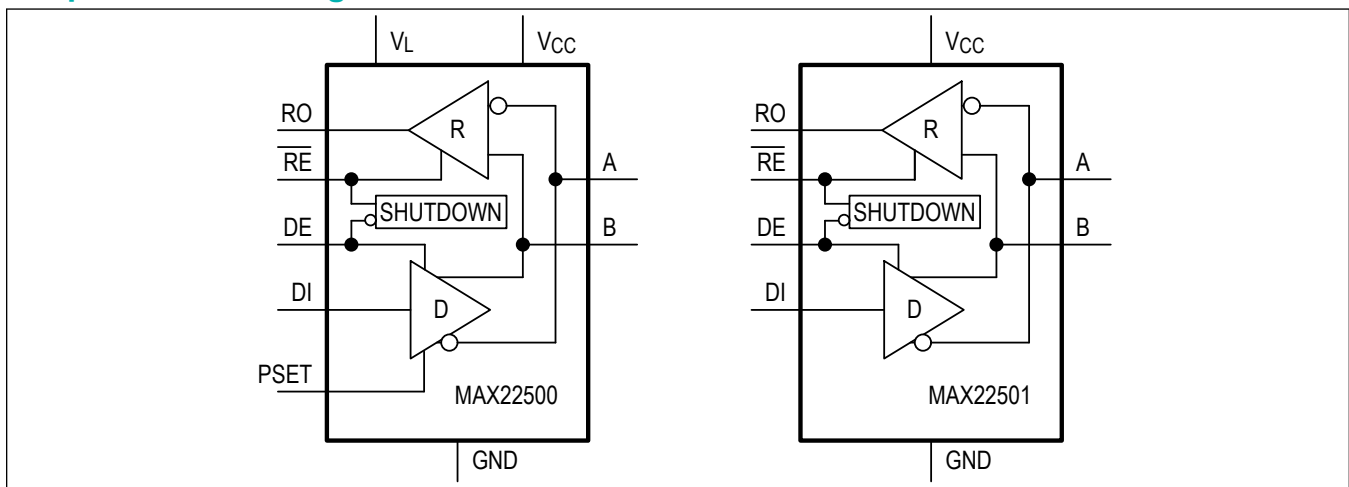 VL
VCC
RO
R
RE
A
SHUTDOWN
DE
B
DI
D
PSET
MAX22500
GND
VCC
RO
R
RE
A
SHUTDOWN
DE
B
DI
D
MAX22501
GND